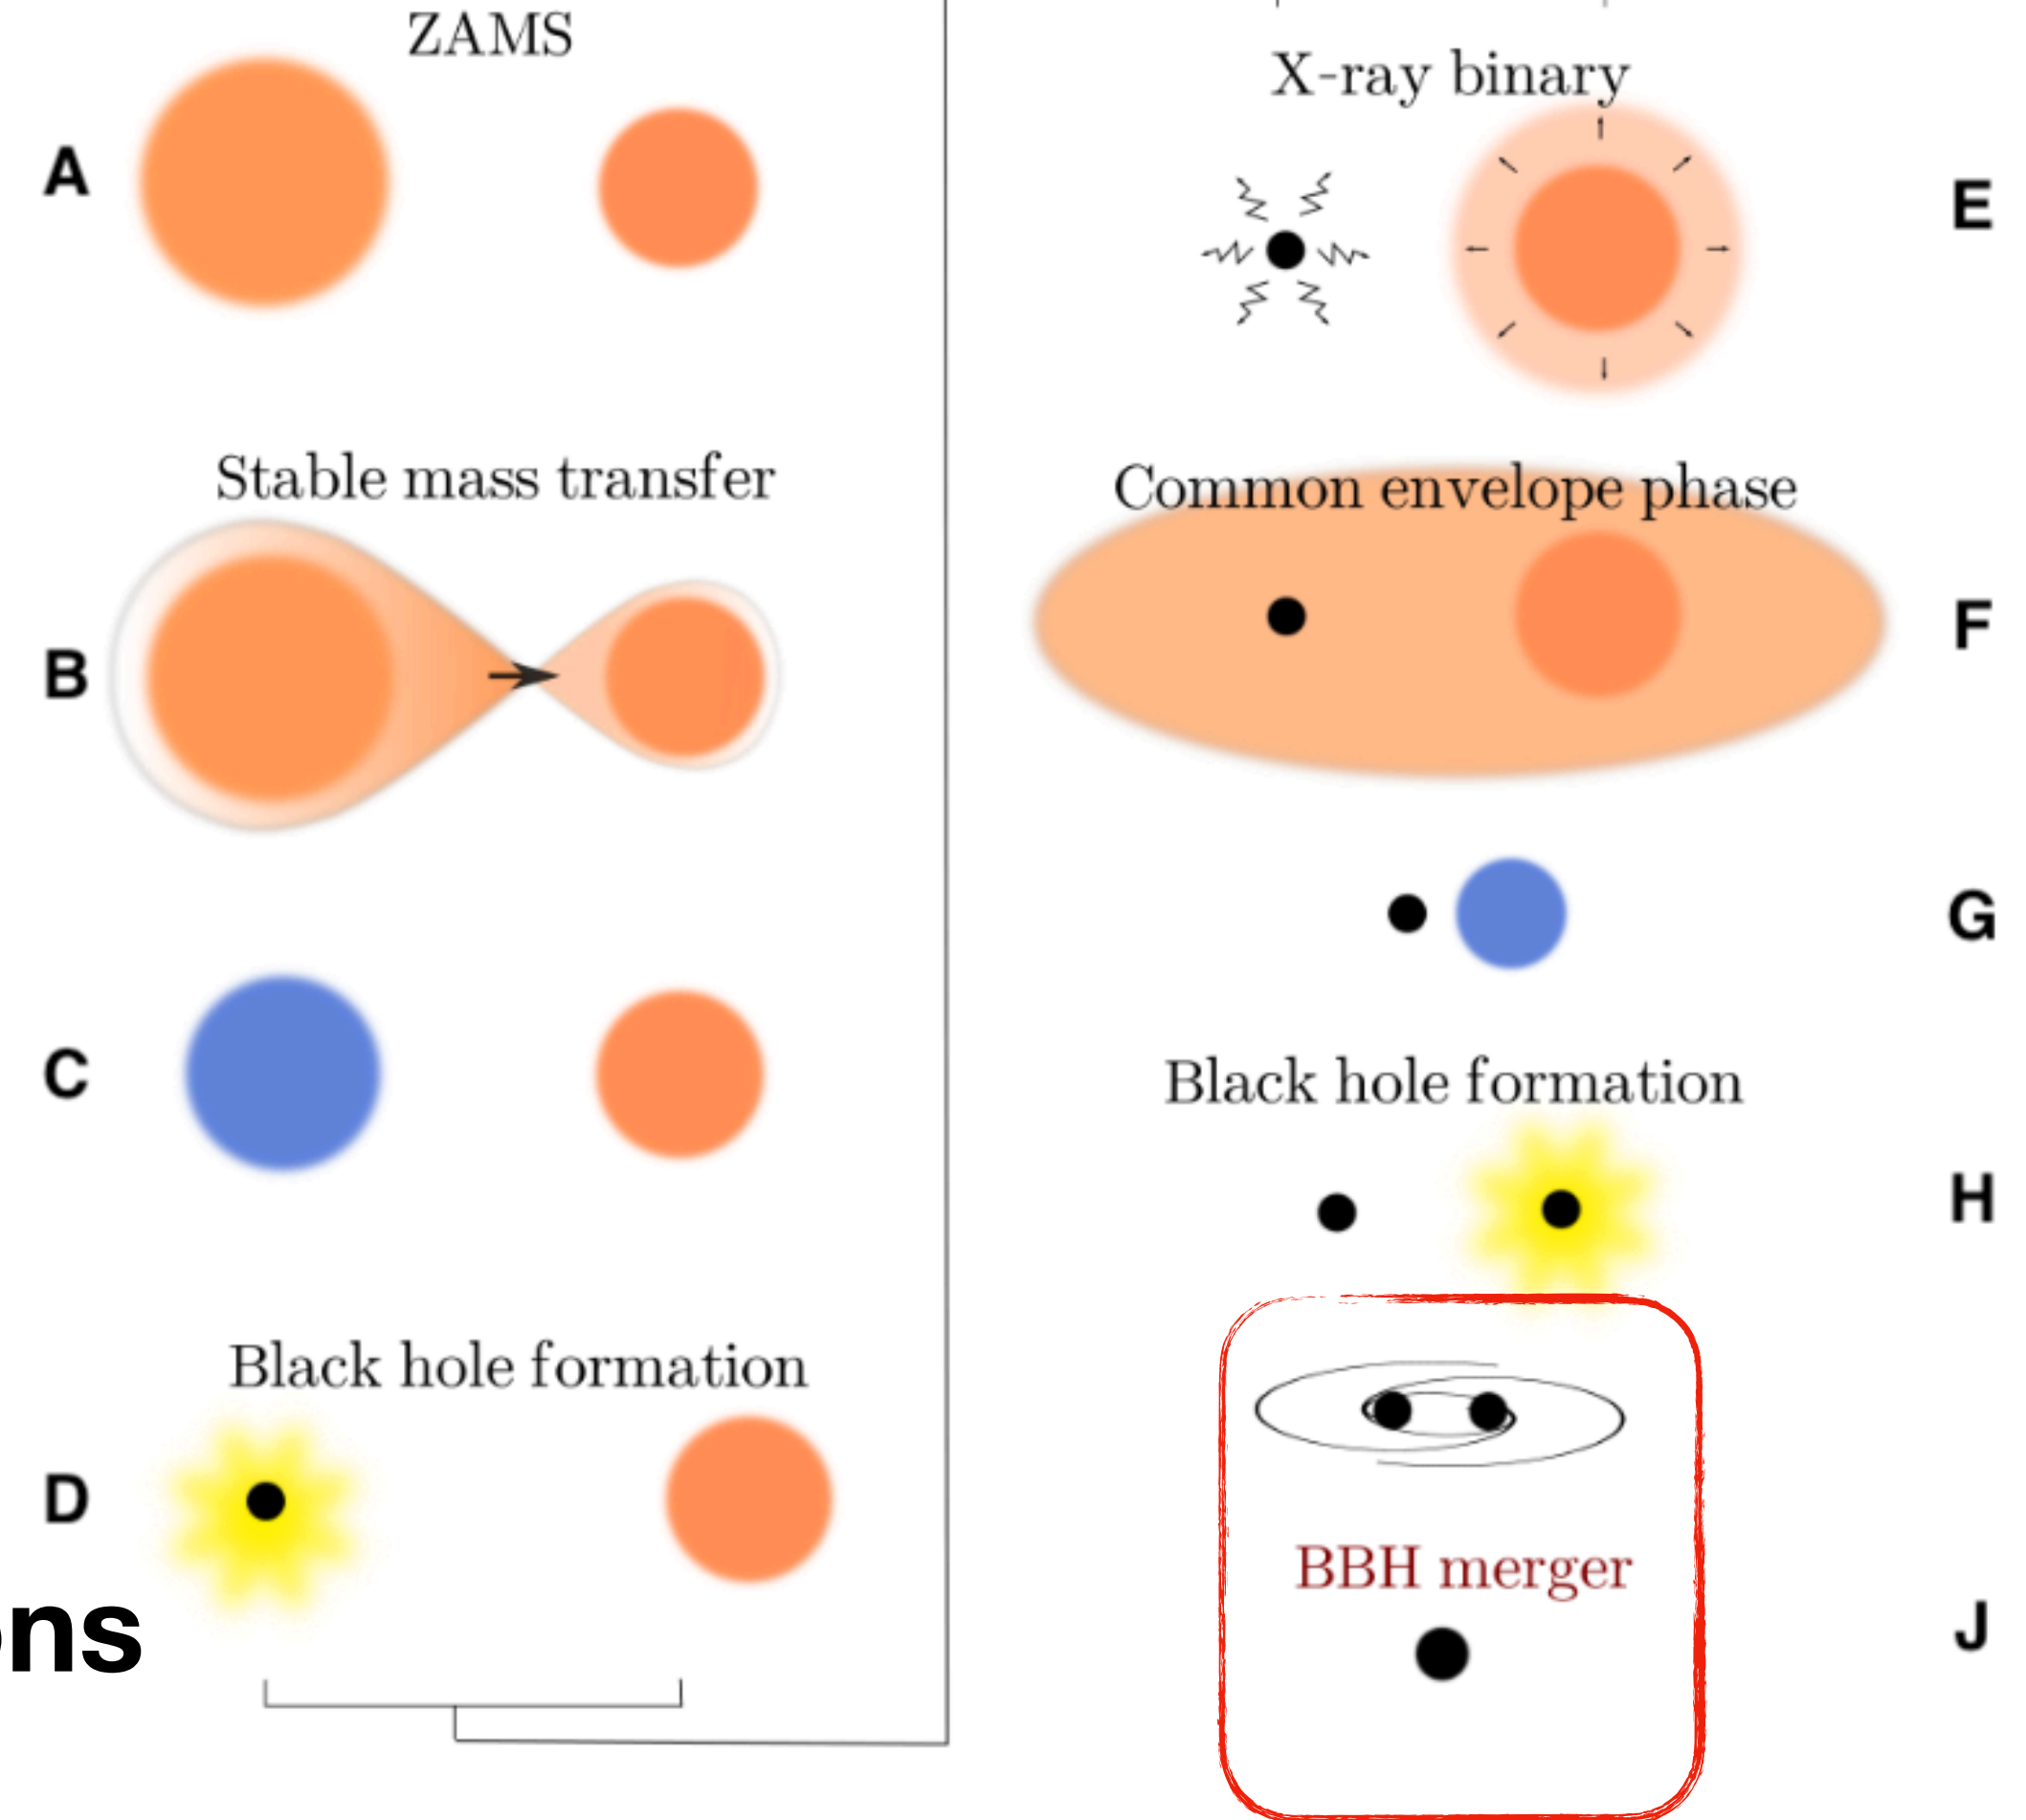 ZAMS
A
Stable mass transfer
B
C
Black hole formation
D
ns
X-ray binary
E
Common envelope phase
F
G
Black hole formation
H
BBH merger
J